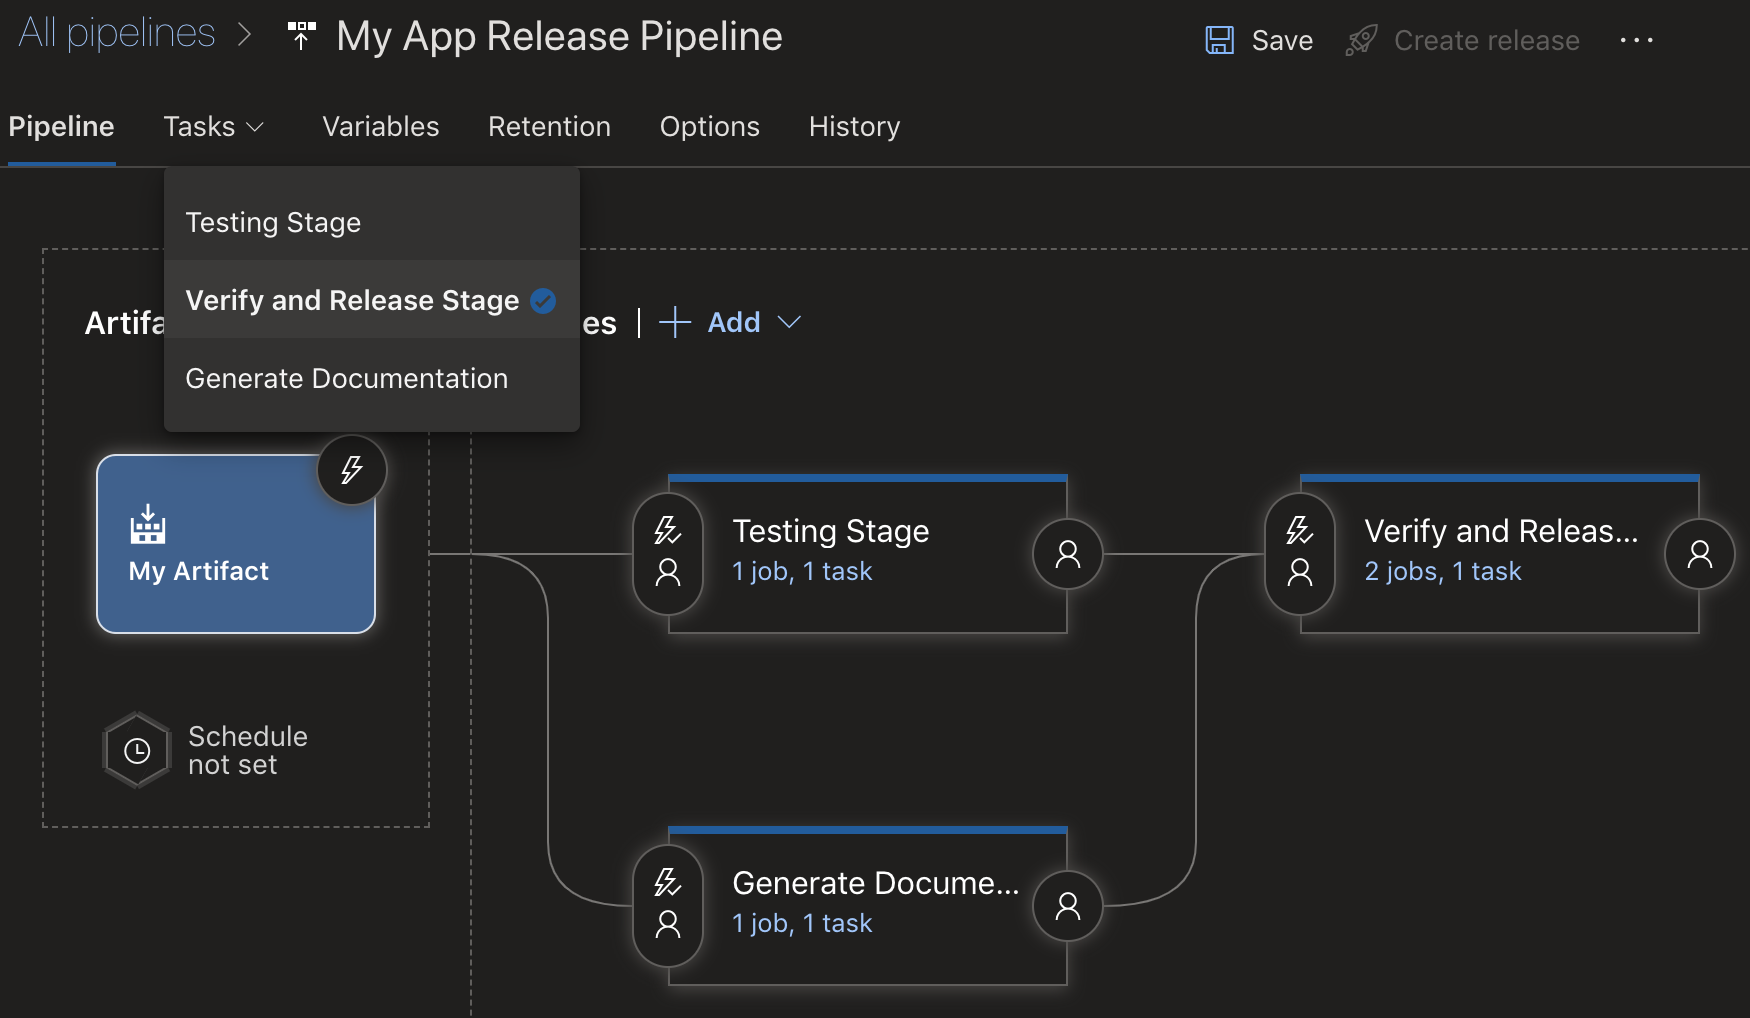 All pipelines
My App Release Pipeline
Save
Create release
Pipeline
Tasks
Variables
Retention
Options
History
Testing Stage
Verify and Release Stage
Generate Documentation
Artifa
es
Add
My Artifact
Schedule
not set
Testing Stage
1 job, 1 task
Verify and Releas...
2 jobs, 1 task
Generate Docume...
1 job, 1 task